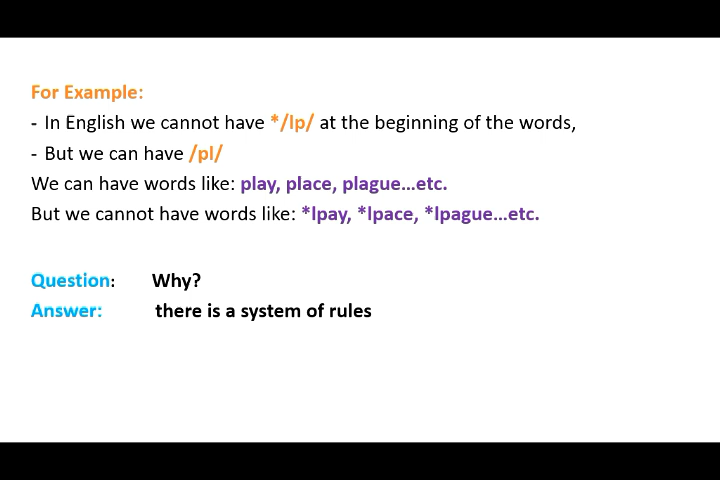 For Example:
- In English we cannot have */lp/ at the beginning of the words,
- But we can have /pl/
We can have words like: play, place, plague...etc.
But we cannot have words like: *lpay, *lpace, *lpague...etc.
Question: Why?
Answer: there is a system of rules